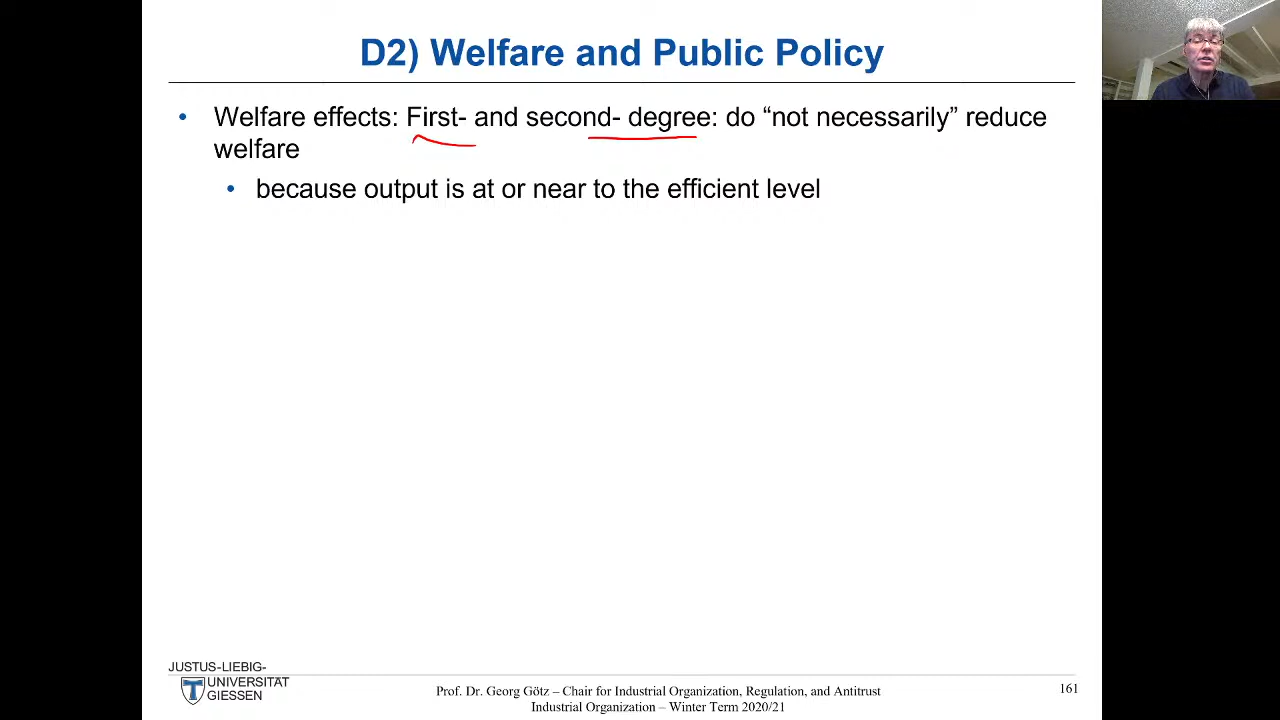 D2) Welfare and Public Policy
• Welfare effects: First- and second- degree: do “not necessarily” reduce
welfare
• because output is at or near to the efficient level
JUSTUS-LIEBIG-
UNIVERSITÄT
GIESSEN
Prof. Dr. Georg Götz – Chair for Industrial Organization, Regulation, and Antitrust
Industrial Organization – Winter Term 2020/21
161